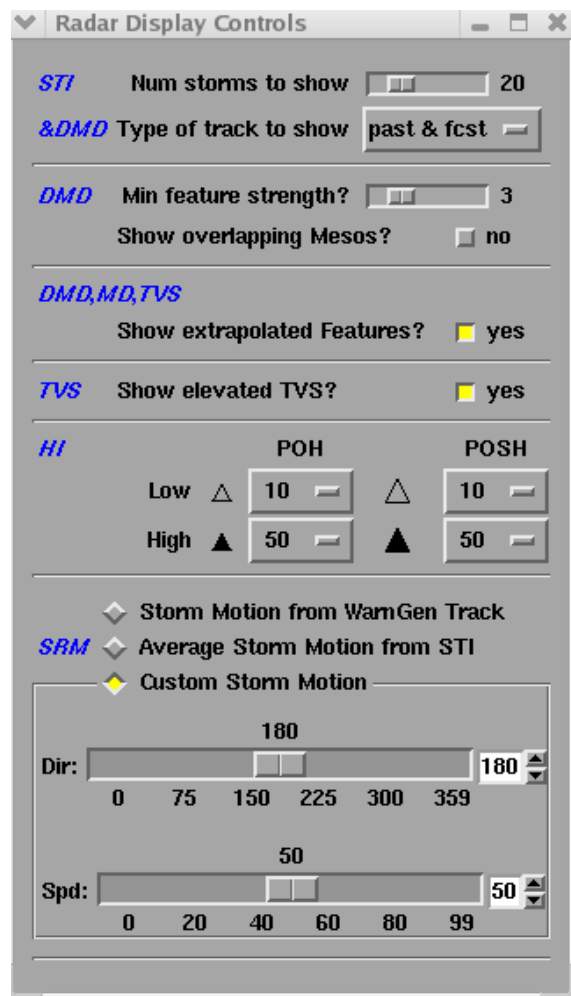 Radar Display Controls
STI Num storms to show 20
&DMD Type of track to show past & fcst
DMD Min feature strength? 3
Show overlapping Mesos? no
DMD,MD,TVS
Show extrapolated Features? yes
TVS Show elevated TVS? yes
HI POH POSH
Low 10 10
High 50 50
Storm Motion from WarnGen Track
SRM Average Storm Motion from STI
Custom Storm Motion
180
Dir: 180
0 75 150 225 300 359
50
Spd: 50
0 20 40 60 80 99